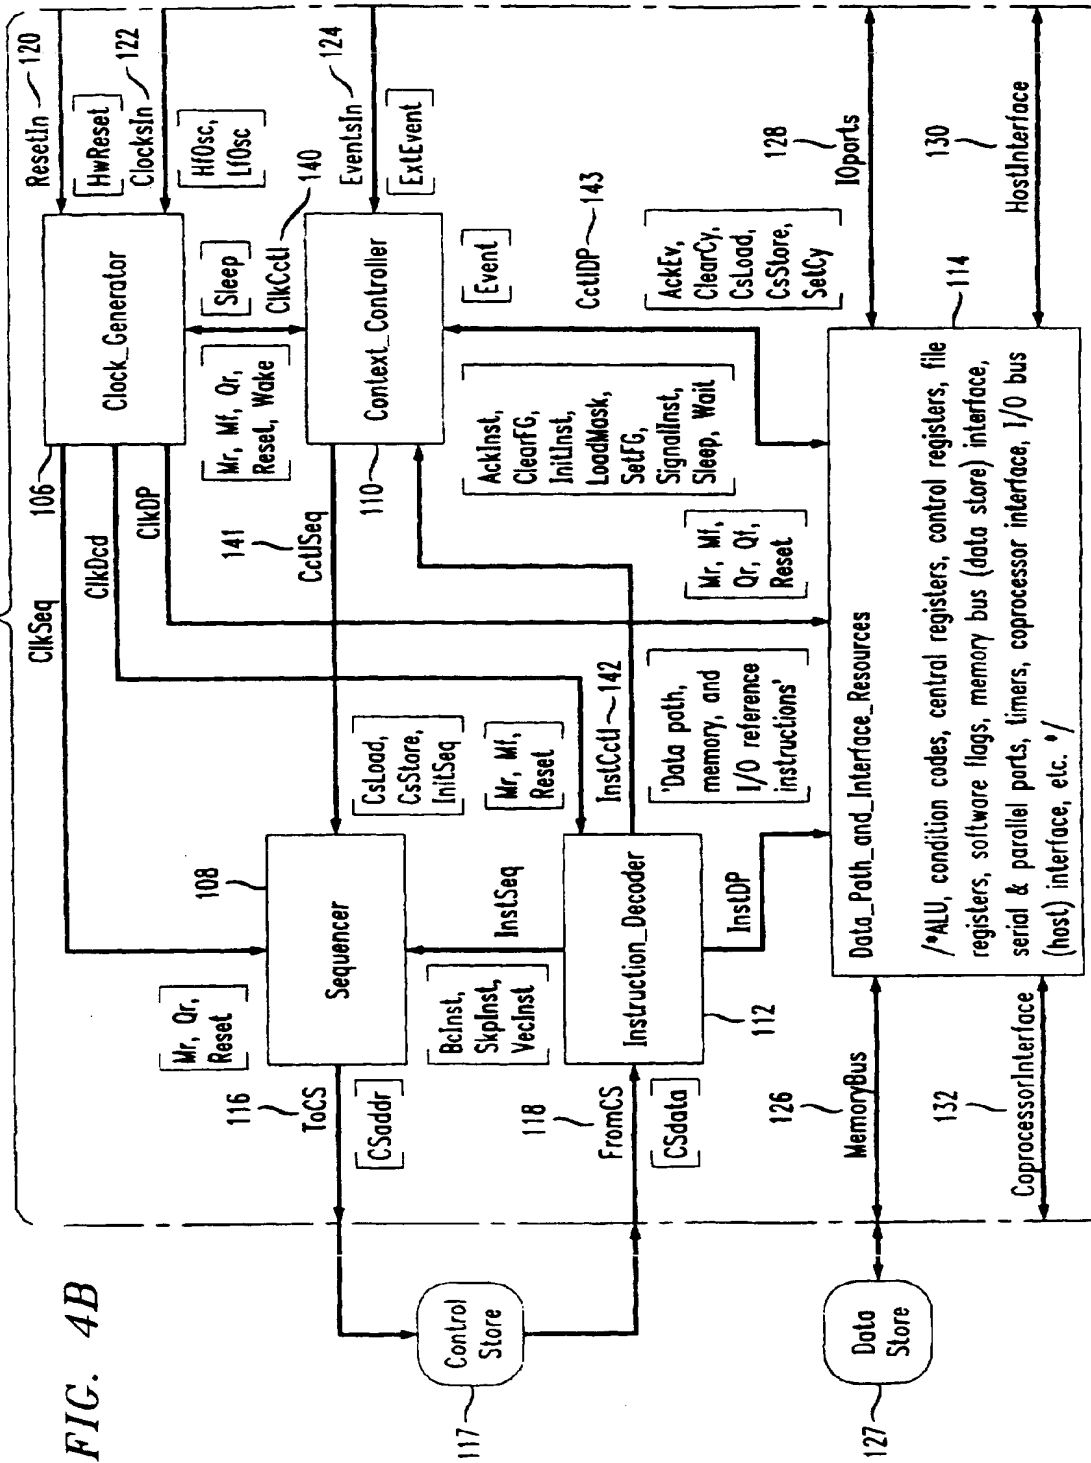 FIG. 4B
ResetIn
120
[HwReset]
ClocksIn
122
[HfOsc,
LfOsc]
EventsIn
124
[ExtEvent]
106
Clock_Generator
ClkSeq
ClkDcd
ClkDP
[Mr, Mf, Qr,
Reset, Wake]
[Sleep]
ClkCctl
140
Context_Controller
110
[Event]
141
CctlSeq
[CsLoad,
CsStore,
InitSeq]
CctlDP
143
[AckEv,
ClearCy,
CsLoad,
CsStore,
SetCy]
[AckInst,
ClearFG,
InitInst,
LoadMask,
SetFG,
SignalInst,
Sleep, Wait]
[Mr, Mf,
Qr, Qf,
Reset]
108
Sequencer
[Mr, Qr,
Reset]
116
ToCS
[CSaddr]
InstSeq
[BcInst,
SkpInst,
VecInst]
[Mr, Mf,
Reset]
InstCctl
142
Instruction_Decoder
112
118
FromCS
[CSdata]
InstDP
['Data path,
memory, and
I/O reference
instructions']
Control
Store
117
Data
Store
127
126
MemoryBus
132
CoprocessorInterface
128
IOports
130
HostInterface
114
Data_Path_and_Interface_Resources
/*ALU, condition codes, central registers, control registers, file
registers, software flags, memory bus (data store) interface,
serial & parallel ports, timers, coprocessor interface, I/O bus
(host) interface, etc. */